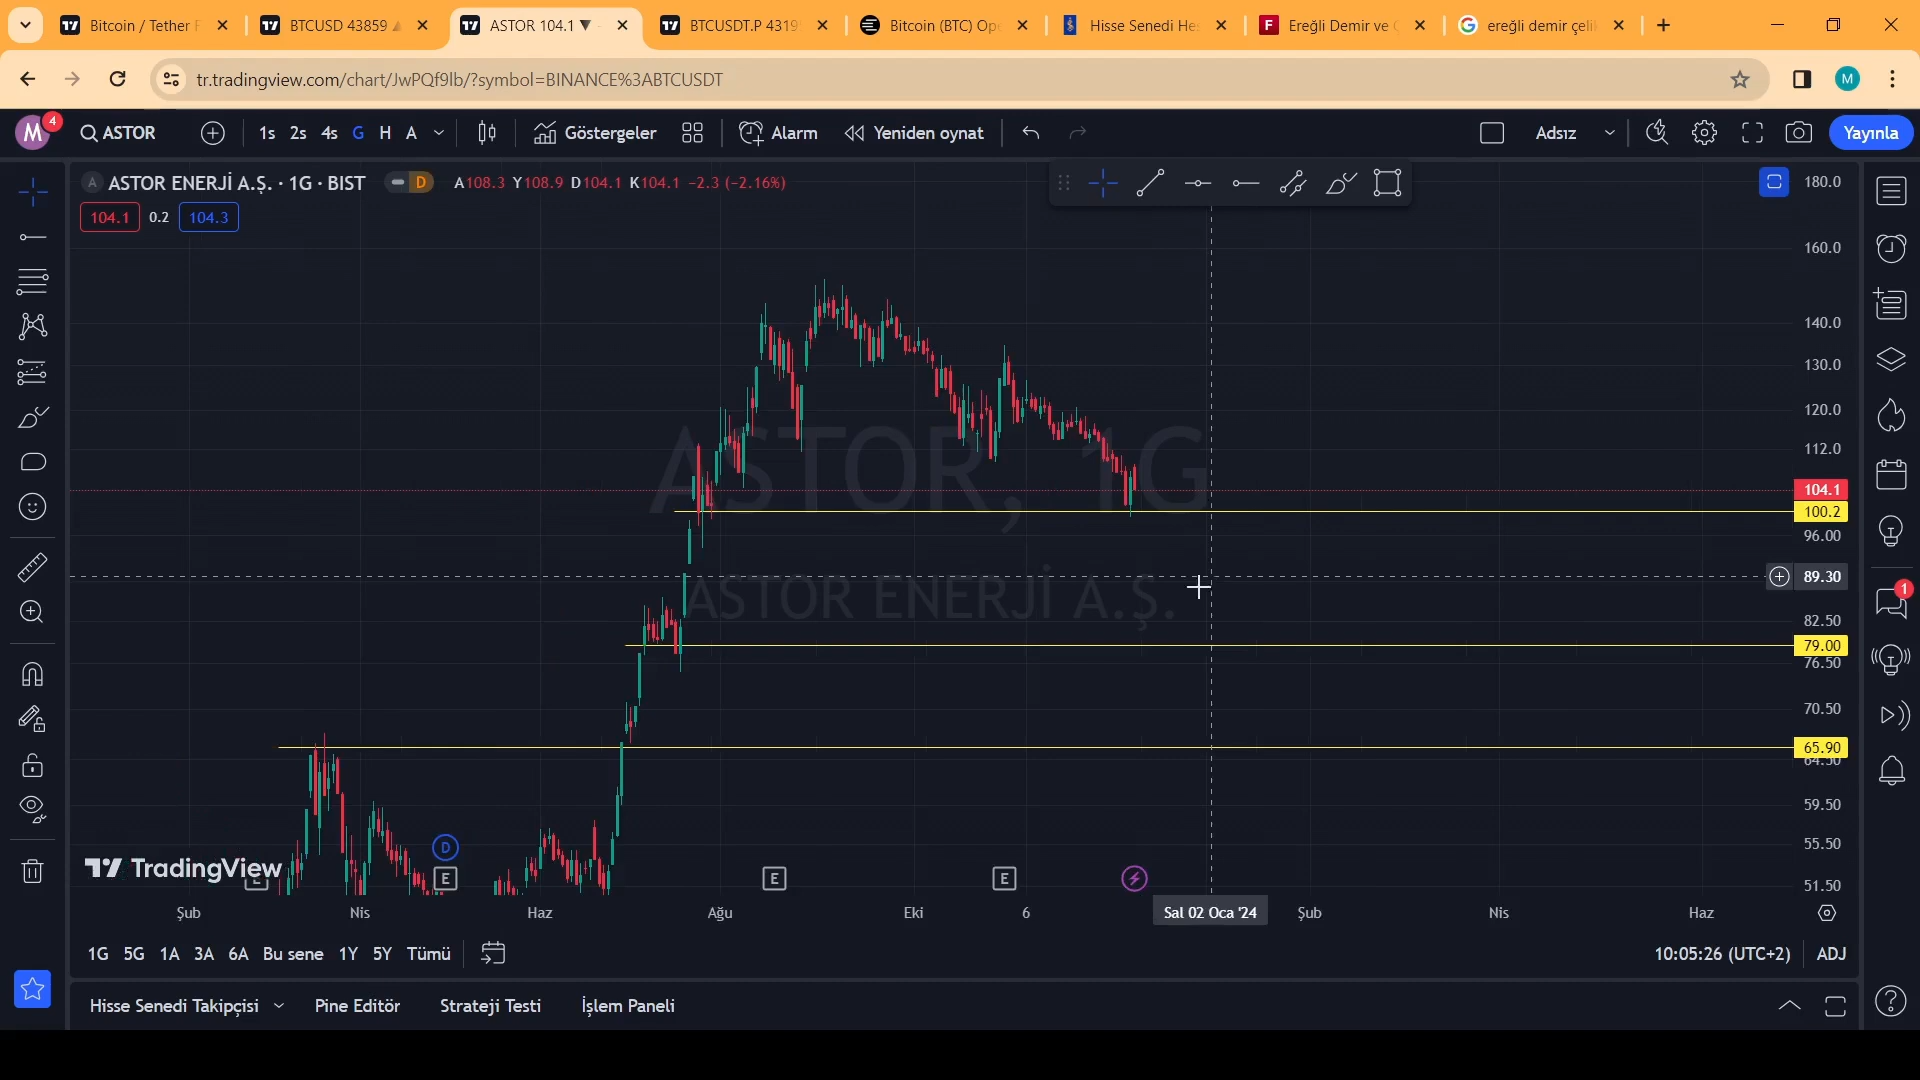 Bitcoin / Tether
BTCUSD 43859
ASTOR 104.1 ▼
BTCUSDT.P 4319
Bitcoin (BTC) Op
Hisse Senedi He
Ereğli Demir ve
ereğli demir çeli
tr.tradingview.com/chart/JwPQf9lb/?symbol=BINANCE%3ABTCUSDT
M
M 4
ASTOR
1s 2s 4s G H A
Göstergeler
Alarm
Yeniden oynat
Adsız
Yayınla
A ASTOR ENERJİ A.Ş. · 1G · BIST
D
A108.3 Y108.9 D104.1 K104.1 −2.3 (−2.16%)
104.1 0.2 104.3
180.0
160.0
140.0
130.0
120.0
112.0
104.1
100.2
96.00
89.30
82.50
79.00
76.50
70.50
65.90
64.50
59.50
55.50
51.50
ASTOR, 1G
ASTOR ENERJİ A.Ş.
1
TradingView
D
E E E E
Şub Nis Haz Ağu Eki 6 Sal 02 Oca '24 Şub Nis Haz
1G 5G 1A 3A 6A Bu sene 1Y 5Y Tümü
10:05:26 (UTC+2) ADJ
Hisse Senedi Takipçisi Pine Editör Strateji Testi İşlem Paneli